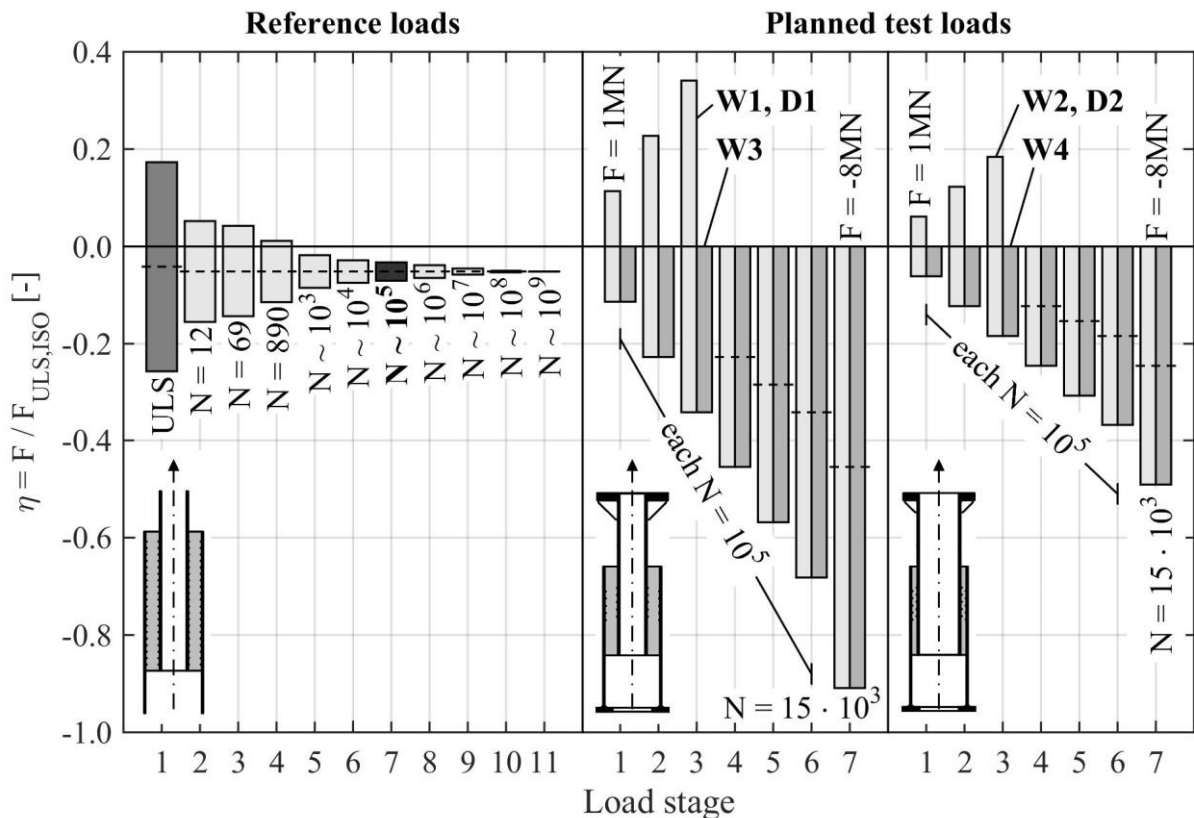 Reference loads
Planned test loads
0.4
0.2
0.0
-0.2
-0.4
-0.6
-0.8
-1.0
η = F / F_ULS,ISO [-]
ULS
N = 12
N = 69
N = 890
N ~ 10³
N ~ 10⁴
N ~ 10⁵
N ~ 10⁶
N ~ 10⁷
N ~ 10⁸
N ~ 10⁹
F = 1MN
W1, D1
W3
F = -8MN
each N = 10⁵
N = 15 · 10³
F = 1MN
W2, D2
W4
F = -8MN
each N = 10⁵
N = 15 · 10³
1 2 3 4 5 6 7 8 9 10 11
1 2 3 4 5 6 7
1 2 3 4 5 6 7
Load stage